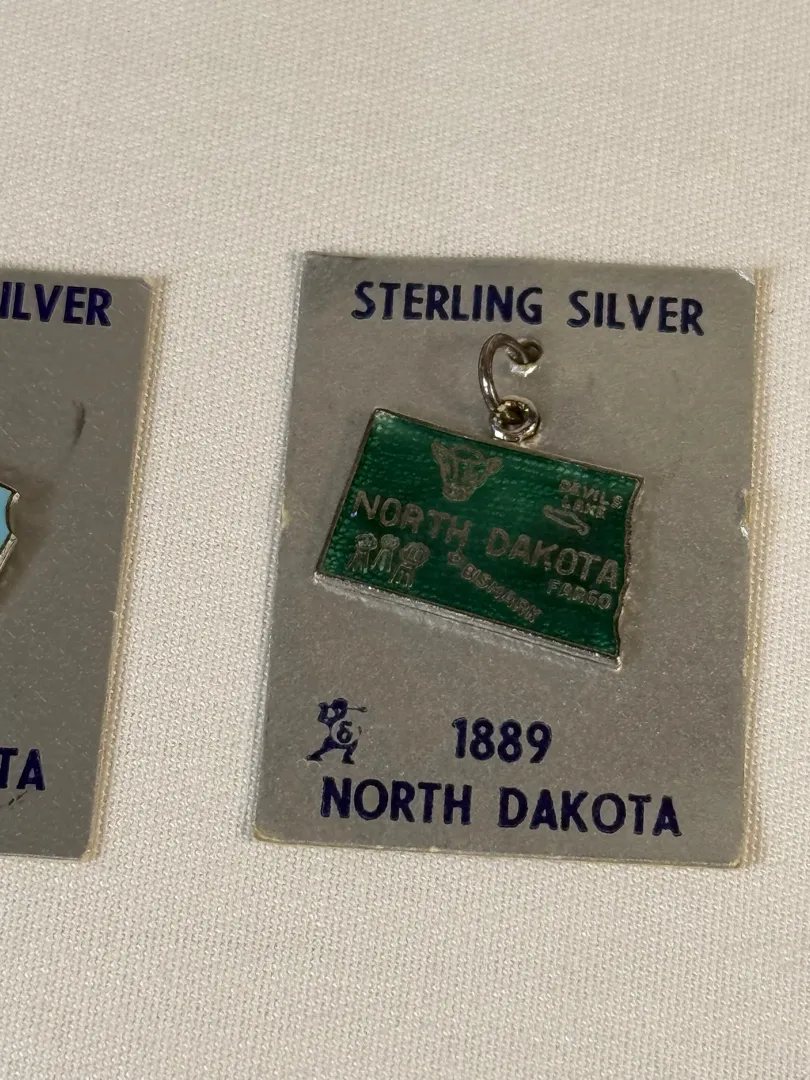 ILVER
TA
STERLING SILVER
DEVILS
LAKE
NORTH DAKOTA
BISMARK
FARGO
1889
NORTH DAKOTA